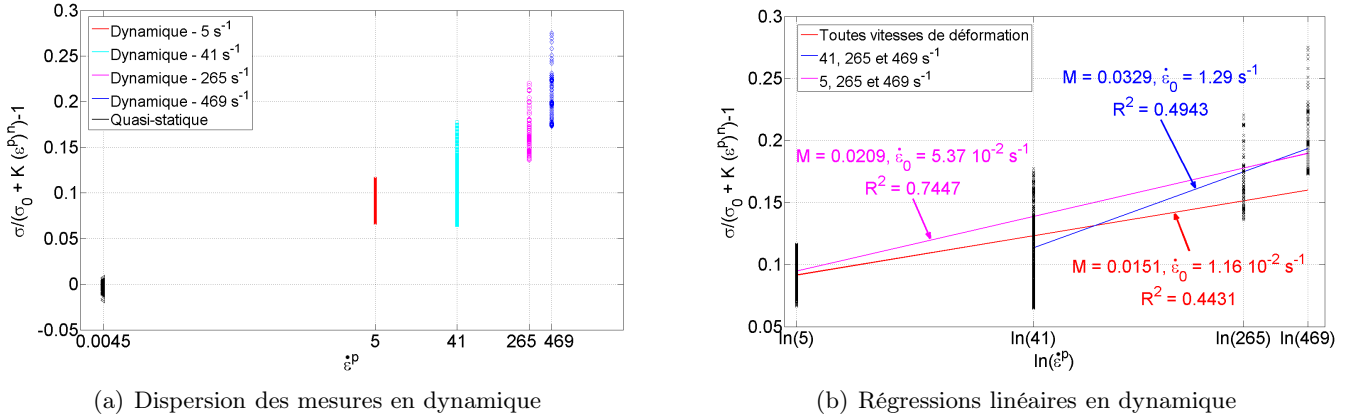 0.3
0.25
0.2
0.15
0.1
0.05
0
-0.05
σ/(σ₀ + K (εᵖ)ⁿ)-1
Dynamique - 5 s⁻¹
Dynamique - 41 s⁻¹
Dynamique - 265 s⁻¹
Dynamique - 469 s⁻¹
Quasi-statique
0.0045 5 41 265 469
ε̇ᵖ
(a) Dispersion des mesures en dynamique
0.3
0.25
0.2
0.15
0.1
0.05
σ/(σ₀ + K (εᵖ)ⁿ)-1
Toutes vitesses de déformation
41, 265 et 469 s⁻¹
5, 265 et 469 s⁻¹
M = 0.0329, ε̇₀ = 1.29 s⁻¹
R² = 0.4943
M = 0.0209, ε̇₀ = 5.37 10⁻² s⁻¹
R² = 0.7447
M = 0.0151, ε̇₀ = 1.16 10⁻² s⁻¹
R² = 0.4431
ln(5) ln(41) ln(265) ln(469)
ln(ε̇ᵖ)
(b) Régressions linéaires en dynamique